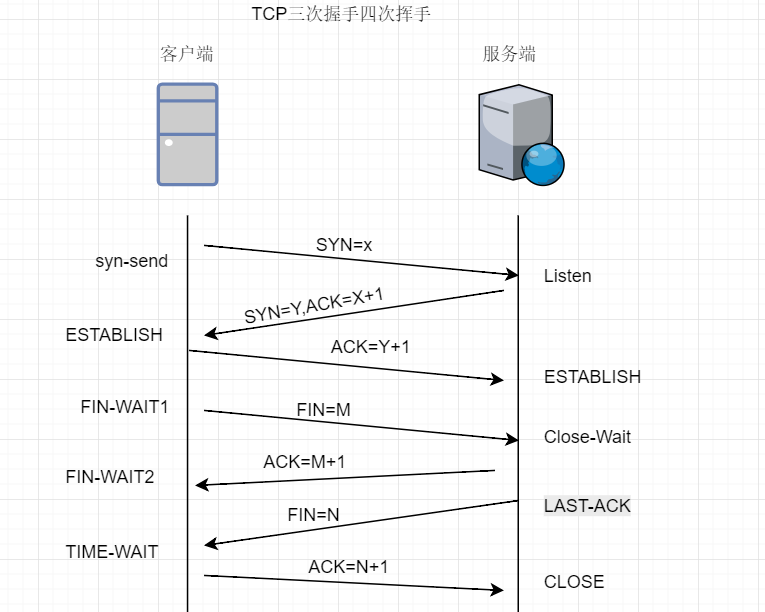 TCP三次握手四次挥手
客户端
服务端
SYN=x
syn-send
Listen
SYN=Y,ACK=X+1
ESTABLISH
ACK=Y+1
ESTABLISH
FIN-WAIT1
FIN=M
Close-Wait
ACK=M+1
FIN-WAIT2
LAST-ACK
FIN=N
TIME-WAIT
ACK=N+1
CLOSE